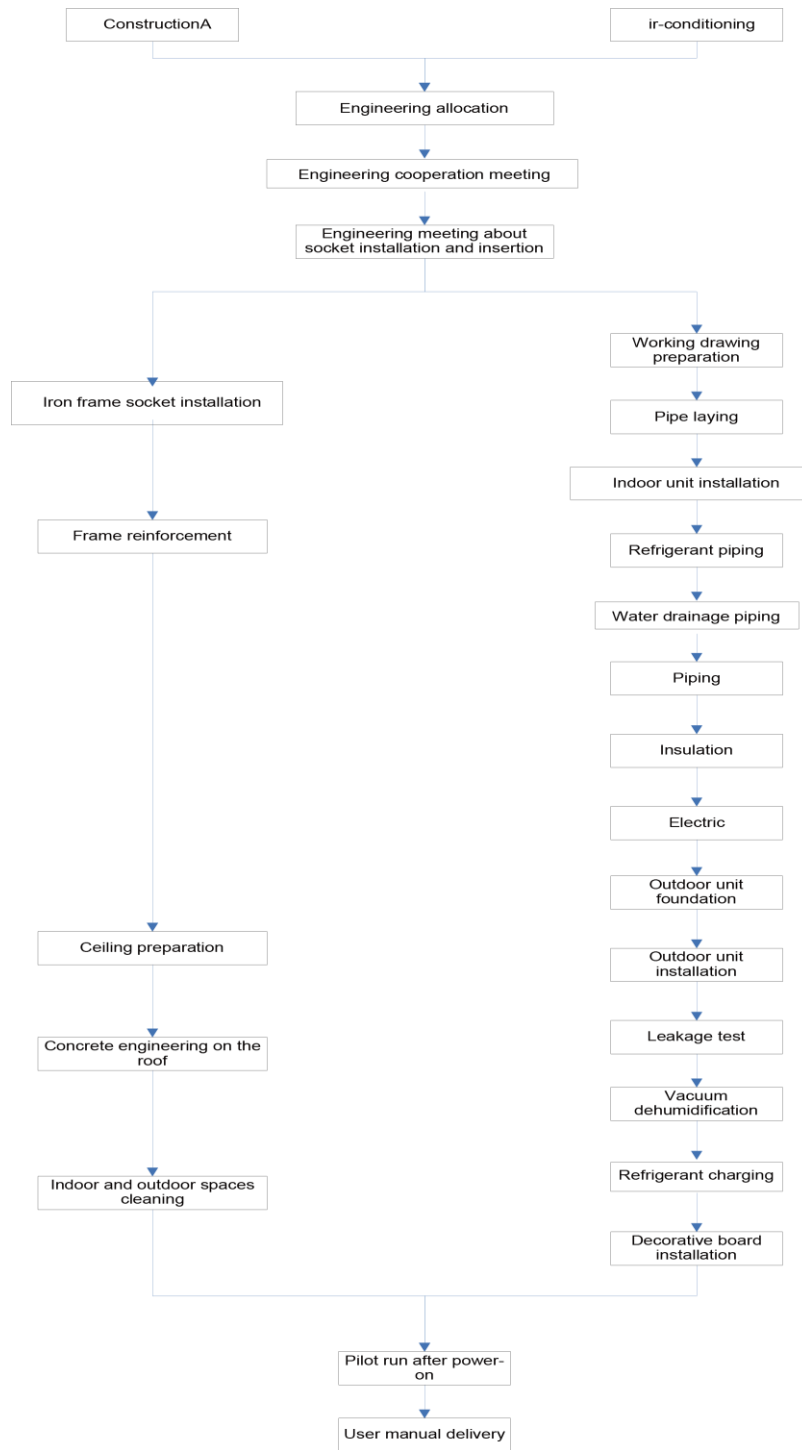 ConstructionA
ir-conditioning
Engineering allocation
Engineering cooperation meeting
Engineering meeting about
socket installation and insertion
Iron frame socket installation
Frame reinforcement
Ceiling preparation
Concrete engineering on the
roof
Indoor and outdoor spaces
cleaning
Working drawing
preparation
Pipe laying
Indoor unit installation
Refrigerant piping
Water drainage piping
Piping
Insulation
Electric
Outdoor unit
foundation
Outdoor unit
installation
Leakage test
Vacuum
dehumidification
Refrigerant charging
Decorative board
installation
Pilot run after power-
on
User manual delivery